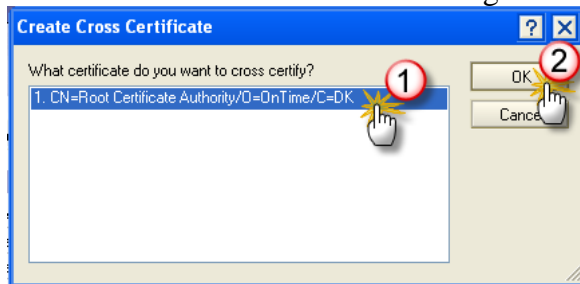 Create Cross Certificate
What certificate do you want to cross certify?
1. CN=Root Certificate Authority/O=OnTime/C=DK
1
OK
2
Cancel